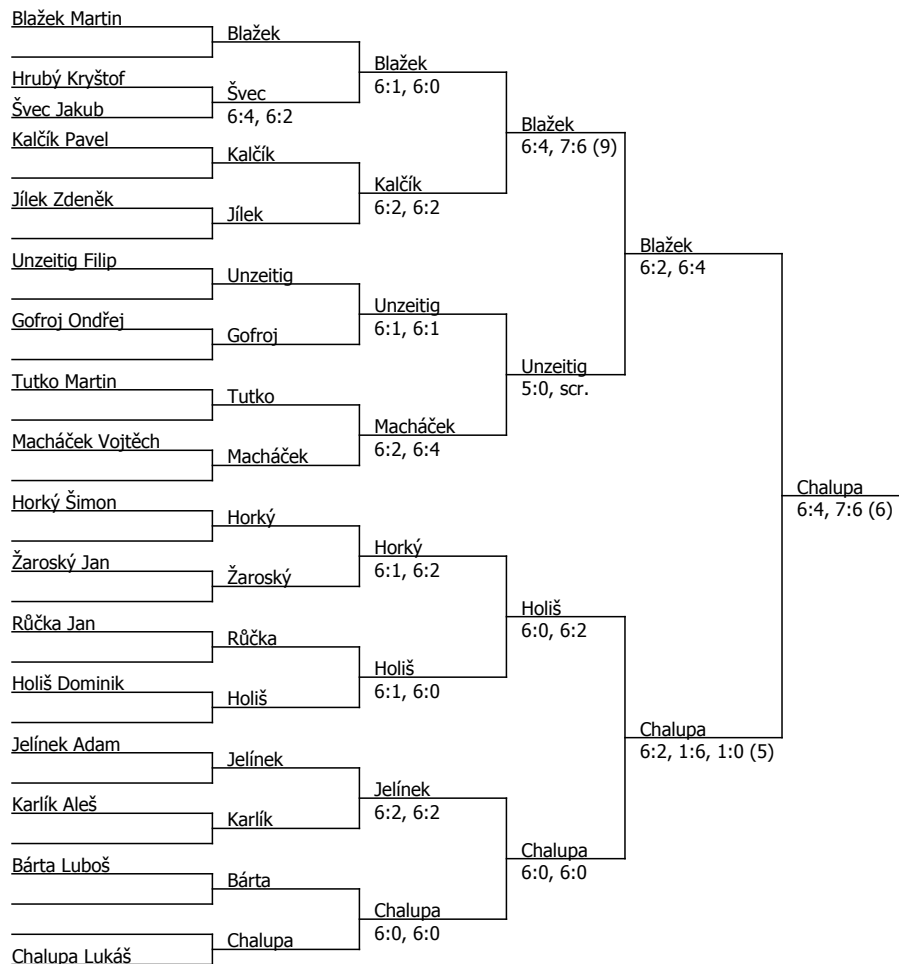 Blažek Martin
Hrubý Kryštof
Švec Jakub
Kalčík Pavel
Jílek Zdeněk
Unzeitig Filip
Gofroj Ondřej
Tutko Martin
Macháček Vojtěch
Horký Šimon
Žaroský Jan
Růčka Jan
Holiš Dominik
Jelínek Adam
Karlík Aleš
Bárta Luboš
Chalupa Lukáš
Blažek
Švec
6:4, 6:2
Kalčík
Jílek
Unzeitig
Gofroj
Tutko
Macháček
Horký
Žaroský
Růčka
Holiš
Jelínek
Karlík
Bárta
Chalupa
Blažek
6:1, 6:0
Kalčík
6:2, 6:2
Unzeitig
6:1, 6:1
Macháček
6:2, 6:4
Horký
6:1, 6:2
Holiš
6:1, 6:0
Jelínek
6:2, 6:2
Chalupa
6:0, 6:0
Blažek
6:4, 7:6 (9)
Unzeitig
5:0, scr.
Holiš
6:0, 6:2
Chalupa
6:0, 6:0
Blažek
6:2, 6:4
Chalupa
6:2, 1:6, 1:0 (5)
Chalupa
6:4, 7:6 (6)